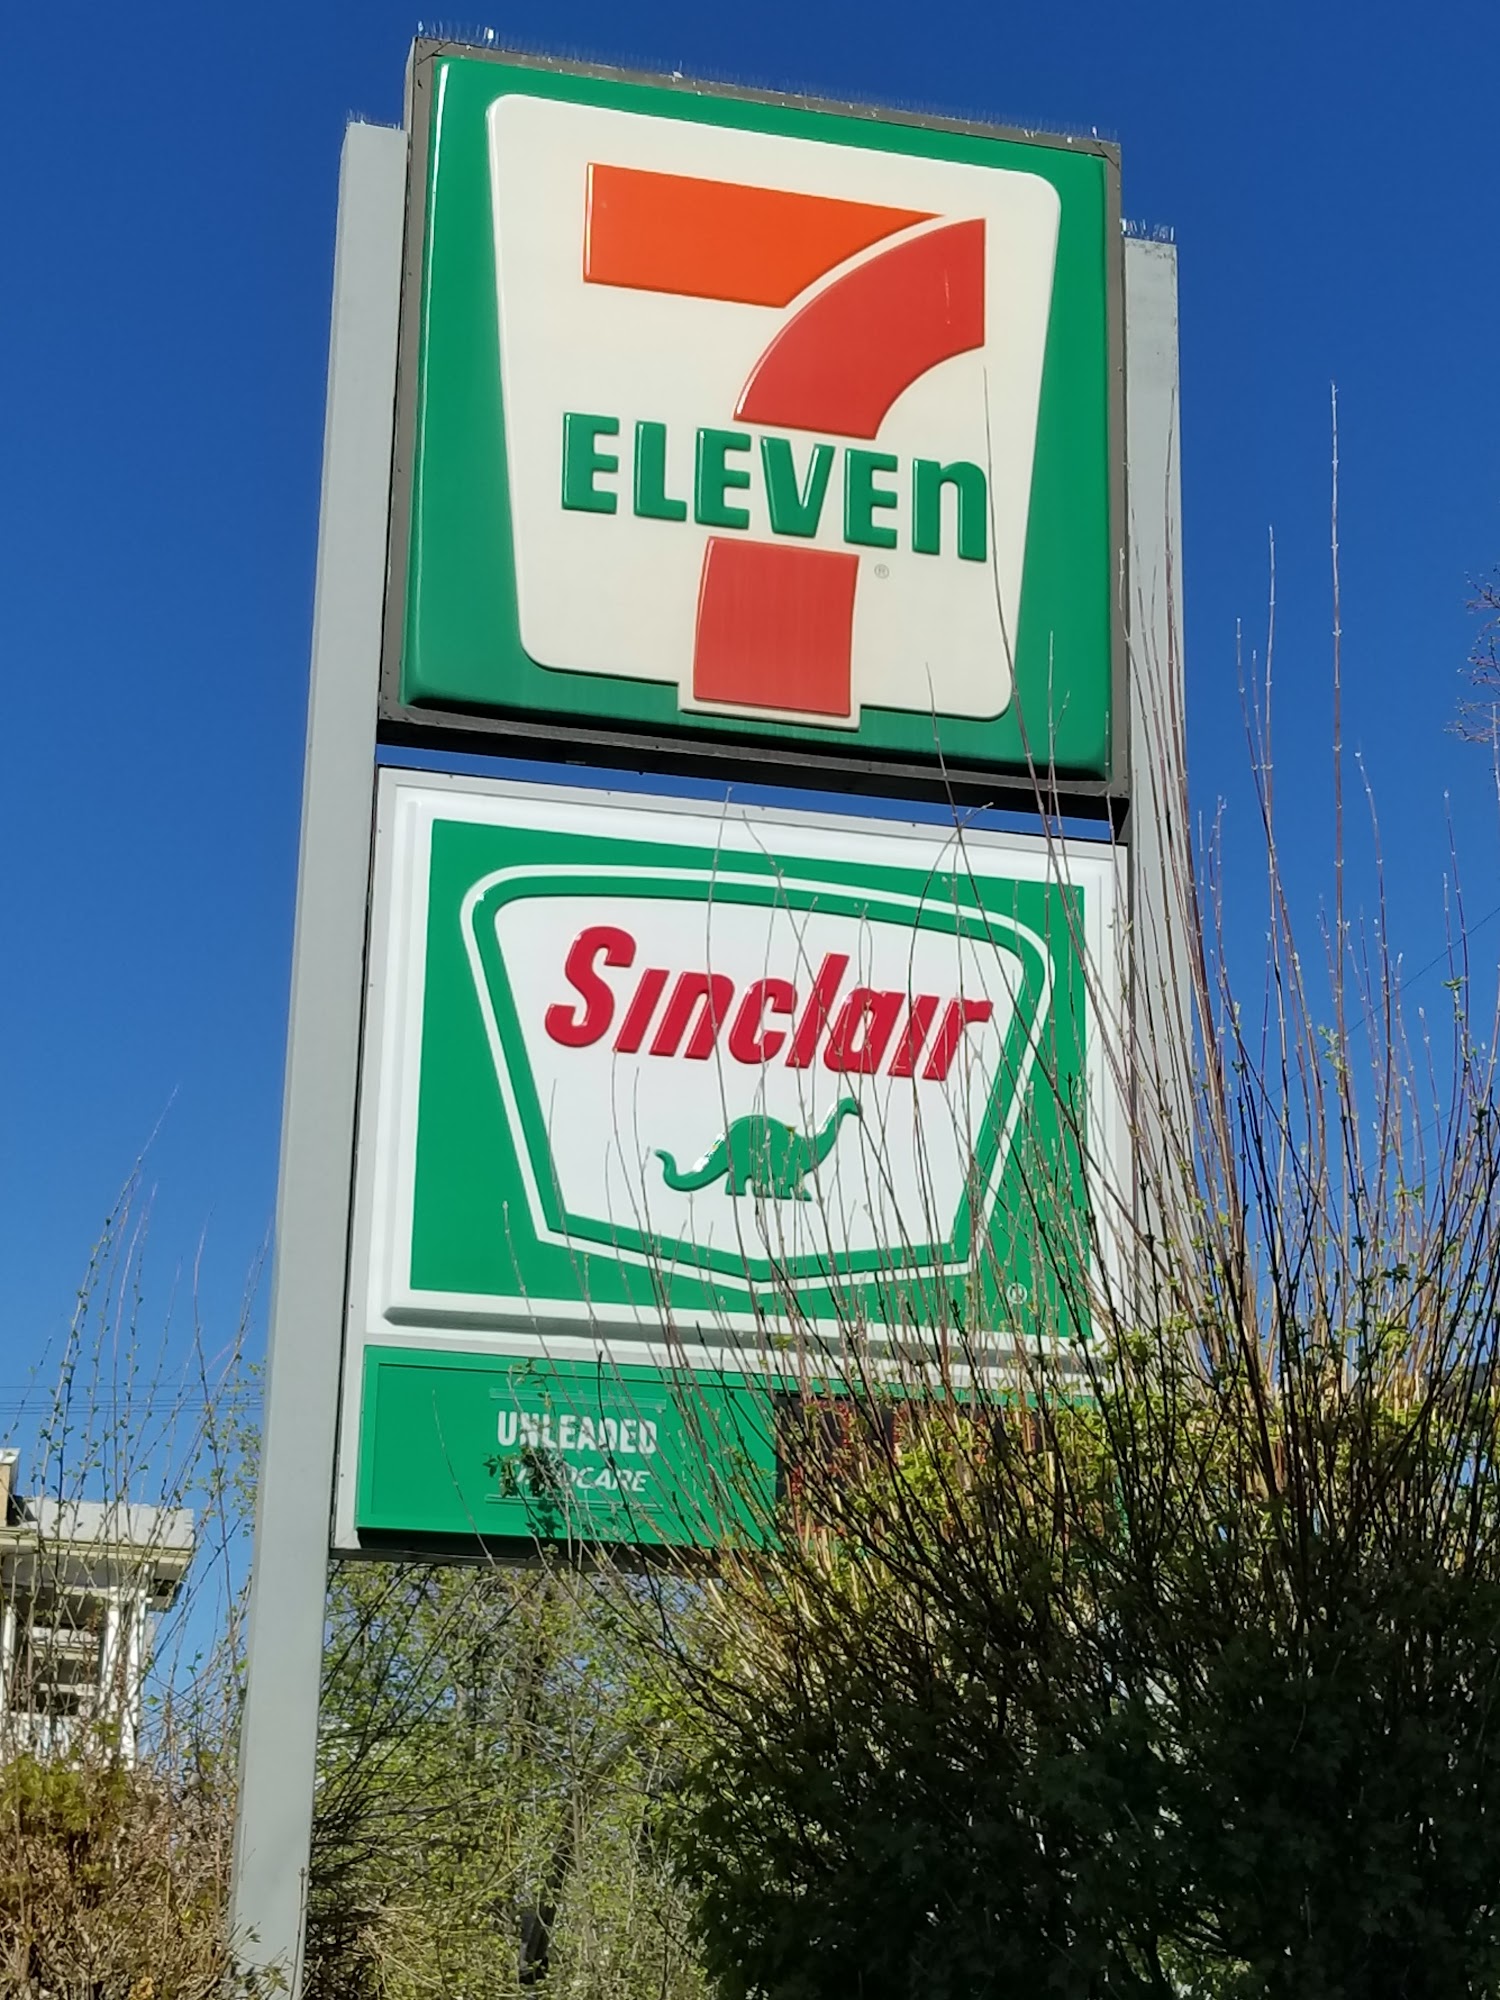 7
ELEVEn
®
Sinclair
®
UNLEADED